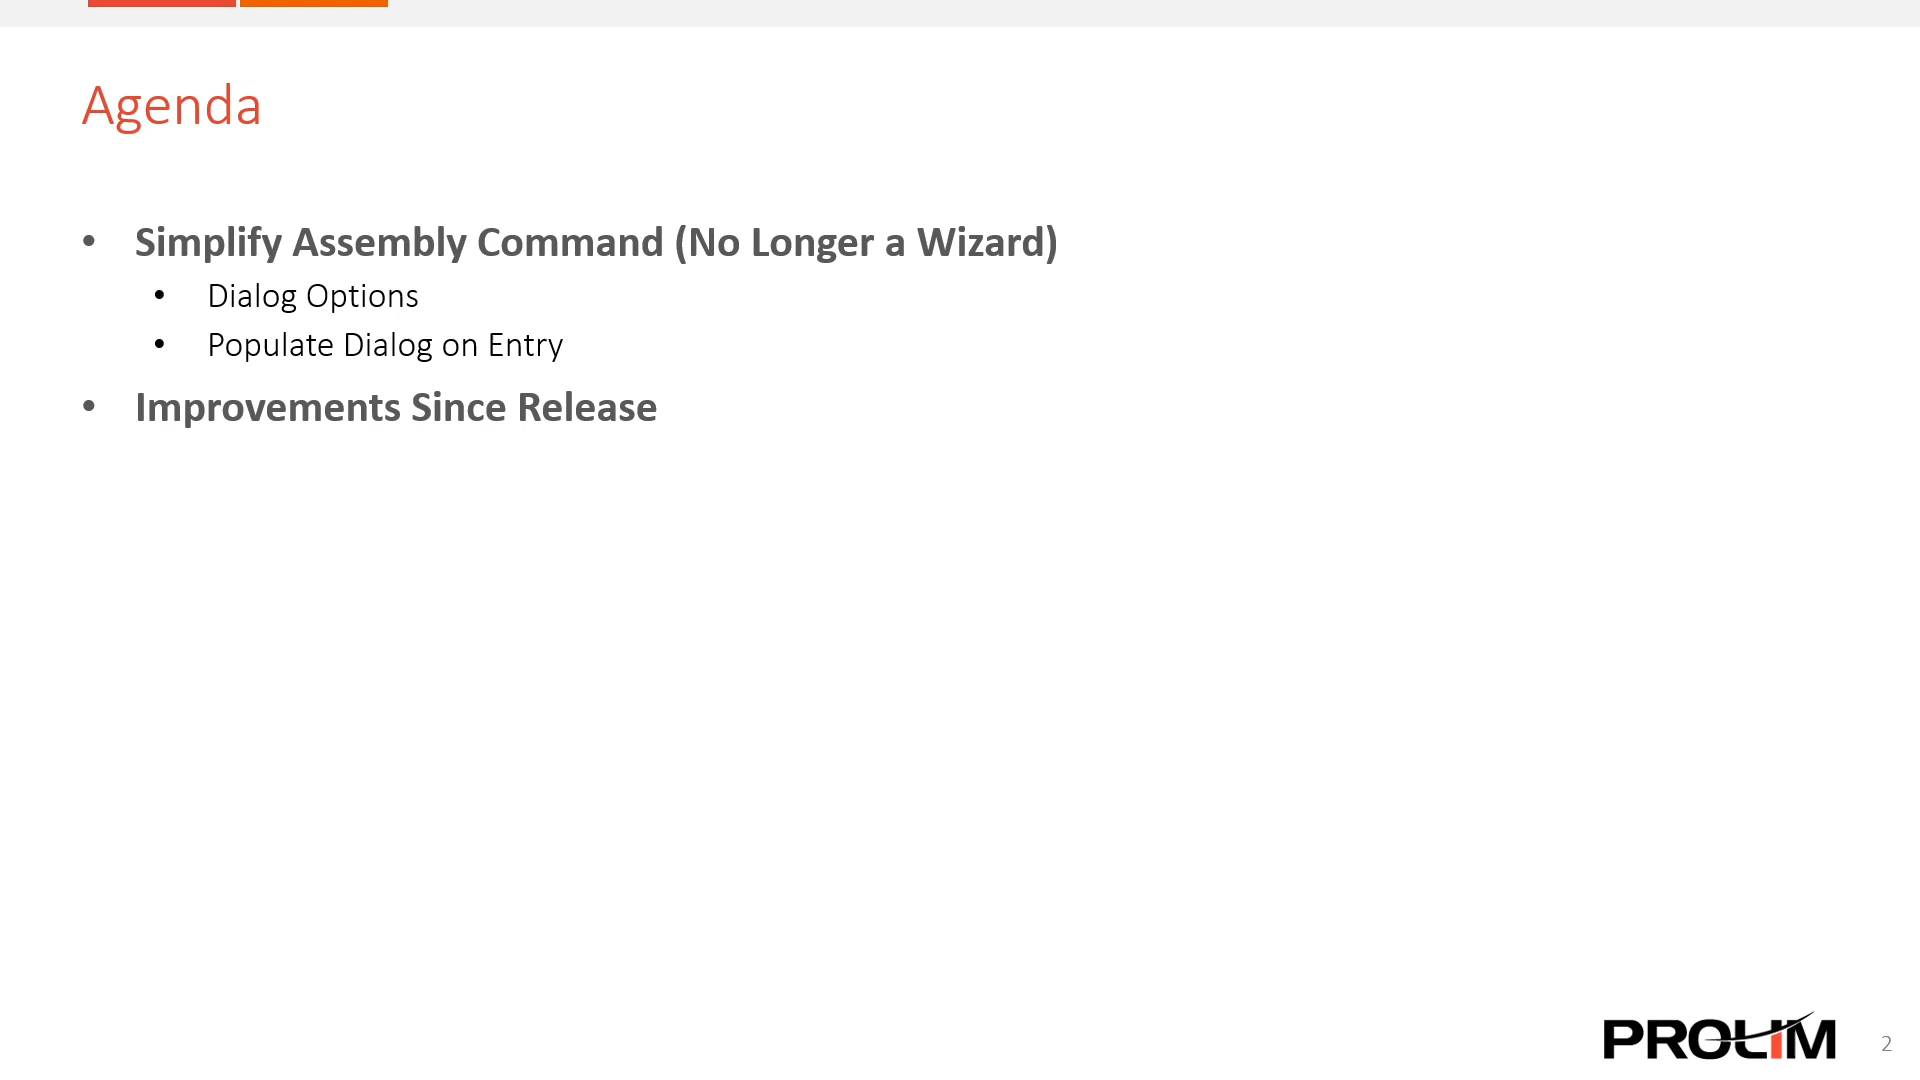 Agenda
• Simplify Assembly Command (No Longer a Wizard)
• Dialog Options
• Populate Dialog on Entry
• Improvements Since Release
PROLIM
2